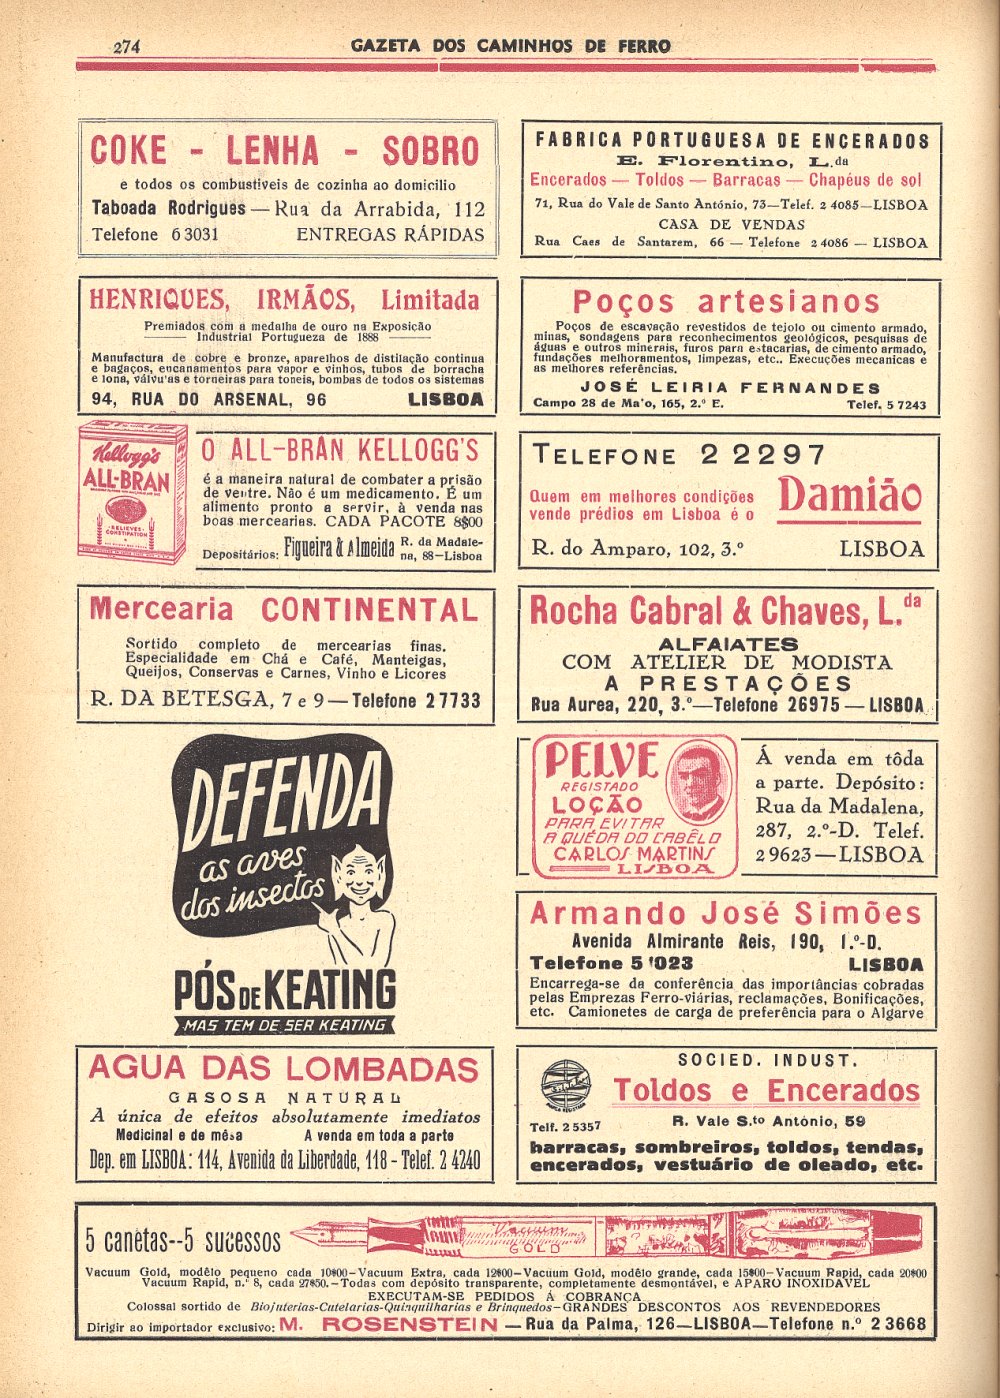 274
GAZETA DOS CAMINHOS DE FERRO
COKE - LENHA - SOBRO
e todos os combustiveis de cozinha ao domicilio
Taboada Rodrigues — Rua da Arrabida, 112
Telefone 63031 ENTREGAS RÁPIDAS
FABRICA PORTUGUESA DE ENCERADOS
E. Florentino, L.da
Encerados — Toldos — Barracas — Chapéus de sol
71, Rua do Vale de Santo António, 73—Telef. 2 4085—LISBOA
CASA DE VENDAS
Rua Caes de Santarem, 66 — Telefone 2 4086 — LISBOA
HENRIQUES, IRMÃOS, Limitada
Premiados com a medalha de ouro na Exposição
Industrial Portugueza de 1888
Manufactura de cobre e bronze, aparelhos de distilação continua
e bagaços, encanamentos para vapor e vinhos, tubos de borracha
e lona, válvu'as e torneiras para toneis, bombas de todos os sistemas
94, RUA DO ARSENAL, 96 LISBOA
Poços artesianos
Poços de escavação revestidos de tejolo ou cimento armado,
minas, sondagens para reconhecimentos geológicos, pesquisas de
águas e outros minerais, furos para estacarias, de cimento armado,
fundações melhoramentos, limpezas, etc.. Execuções mecanicas e
as melhores referências.
JOSÉ LEIRIA FERNANDES
Campo 28 de Ma'o, 165, 2.º E. Telef. 5 7243
Kellogg's
ALL-BRAN
RELIEVES
CONSTIPATION
O ALL-BRAN KELLOGG'S
é a maneira natural de combater a prisão
de ventre. Não é um medicamento. É um
alimento pronto a servir, à venda nas
boas mercearias. CADA PACOTE 8$00
Depositários: Figueira & Almeida R. da Madale-
na, 88—Lisboa
TELEFONE 2 2297
Quem em melhores condições
vende prédios em Lisboa é o
Damião
R. do Amparo, 102, 3.º LISBOA
Mercearia CONTINENTAL
Sortido completo de mercearias finas.
Especialidade em Chá e Café, Manteigas,
Queijos, Conservas e Carnes, Vinho e Licores
R. DA BETESGA, 7 e 9 — Telefone 2 7733
Rocha Cabral & Chaves, L.da
ALFAIATES
COM ATELIER DE MODISTA
A PRESTAÇÕES
Rua Aurea, 220, 3.º—Telefone 26975 — LISBOA
DEFENDA
as aves
dos insectos
PÓS DE KEATING
MAS TEM DE SER KEATING
PELVE
REGISTADO
LOÇÃO
PARA EVITAR
A QUÉDA DO CABÊLO
CARLOS MARTINS
LISBOA
Á venda em tôda
a parte. Depósito:
Rua da Madalena,
287, 2.º-D. Telef.
2 9623 — LISBOA
Armando José Simões
Avenida Almirante Reis, 190, 1.º-D.
Telefone 5 1023 LISBOA
Encarrega-se da conferência das importâncias cobradas
pelas Emprezas Ferro-viárias, reclamações, Bonificações,
etc. Camionetes de carga de preferência para o Algarve
AGUA DAS LOMBADAS
GASOSA NATURAL
A única de efeitos absolutamente imediatos
Medicinal e de mêsa A venda em toda a parte
Dep. em LISBOA: 114, Avenida da Liberdade, 118 - Telef. 2 4240
SOCIED. INDUST.
Toldos e Encerados
Telf. 2 5357 R. Vale S.to António, 59
barracas, sombreiros, toldos, tendas,
encerados, vestuário de oleado, etc.
5 canetas--5 sucessos
Vacuum
GOLD
Vacuum Gold, modêlo pequeno cada 10$00—Vacuum Extra, cada 12$00—Vacuum Gold, modêlo grande, cada 15$00—Vacuum Rapid, cada 20$00
Vacuum Rapid, n.º 8, cada 27$50.—Todas com depósito transparente, completamente desmontável, e APARO INOXIDAVEL
EXECUTAM-SE PEDIDOS Á COBRANÇA
Colossal sortido de Biojuterias-Cutelarias-Quinquilharias e Brinquedos—GRANDES DESCONTOS AOS REVENDEDORES
Dirigir ao importador exclusivo: M. ROSENSTEIN — Rua da Palma, 126—LISBOA—Telefone n.º 2 3668